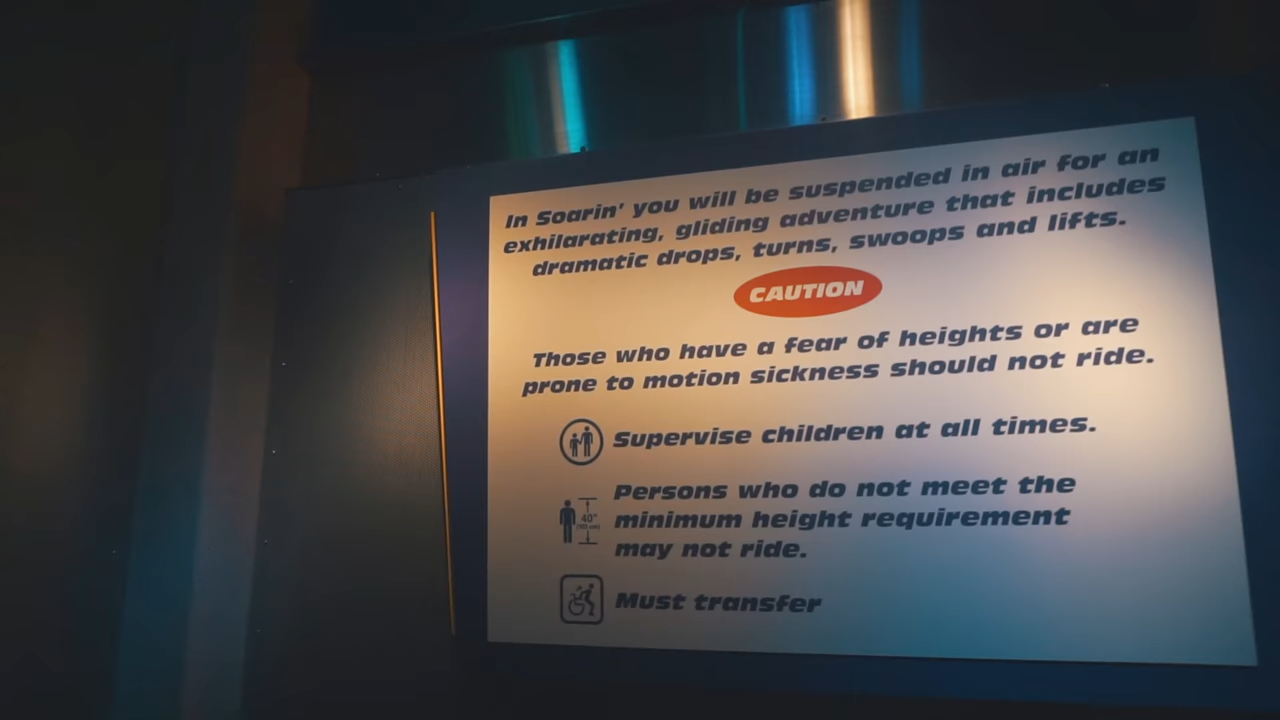 In Soarin' you will be suspended in air for an
exhilarating, gliding adventure that includes
dramatic drops, turns, swoops and lifts.
CAUTION
Those who have a fear of heights or are
prone to motion sickness should not ride.
Supervise children at all times.
Persons who do not meet the
minimum height requirement
may not ride.
40"
Must transfer